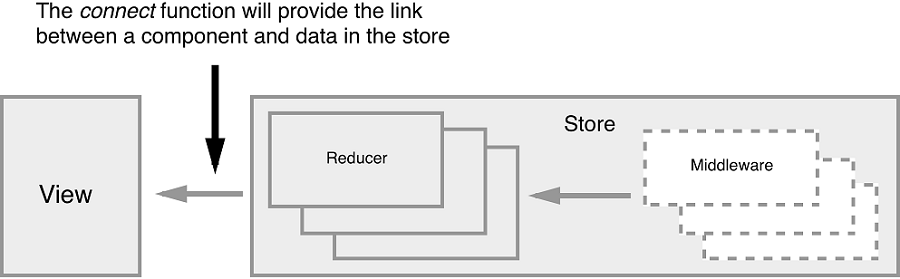 The connect function will provide the link
between a component and data in the store
View
Store
Reducer
Middleware